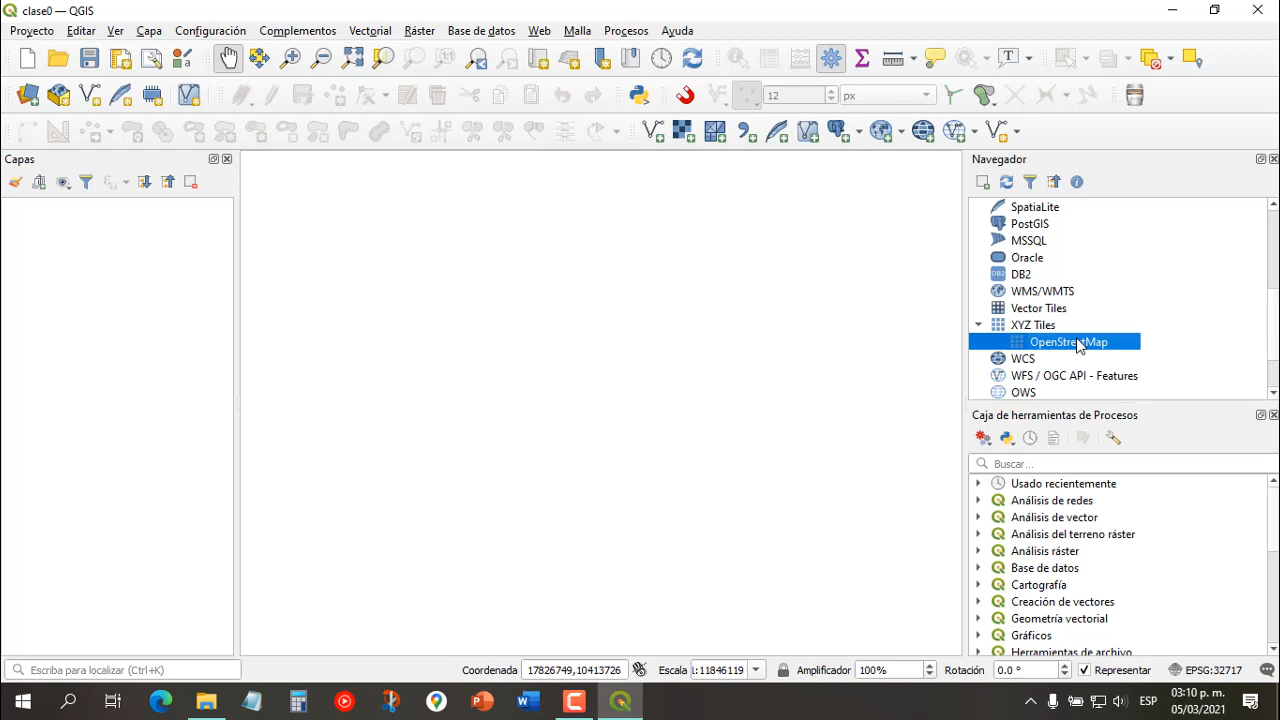 clase0 — QGIS
Proyecto Editar Ver Capa Configuración Complementos Vectorial Ráster Base de datos Web Malla Procesos Ayuda
12 px
Capas
Navegador
SpatiaLite
PostGIS
MSSQL
Oracle
DB2
WMS/WMTS
Vector Tiles
XYZ Tiles
OpenStreetMap
WCS
WFS / OGC API - Features
OWS
Caja de herramientas de Procesos
Buscar...
Usado recientemente
Análisis de redes
Análisis de vector
Análisis del terreno ráster
Análisis ráster
Base de datos
Cartografía
Creación de vectores
Geometría vectorial
Gráficos
Herramientas de archivo
Escriba para localizar (Ctrl+K) Coordenada 17826749,10413726 Escala 1:11846119 Amplificador 100% Rotación 0.0 ° Representar EPSG:32717
ESP 03:10 p. m.
05/03/2021